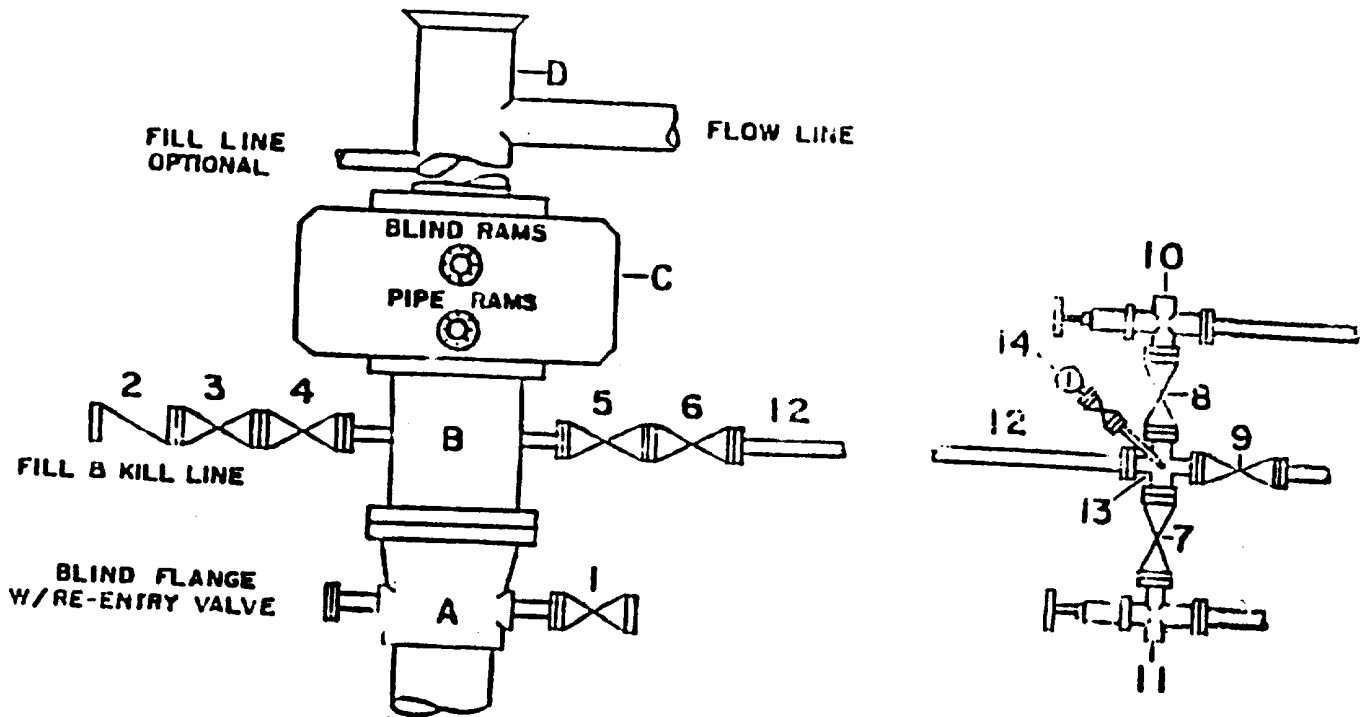 D
FILL LINE
OPTIONAL
FLOW LINE
BLIND RAMS
C
PIPE RAMS
10
14
1
8
2
3
4
5
6
12
B
12
9
FILL & KILL LINE
13
7
BLIND FLANGE
W/RE-ENTRY VALVE
1
A
11